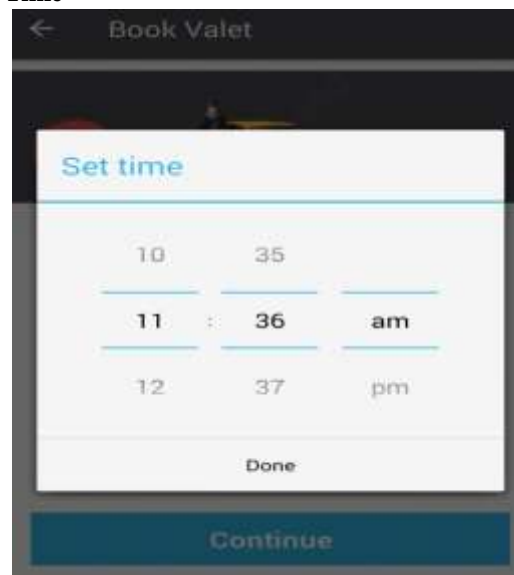 ← Book Valet
Set time
10 35
11 : 36 am
12 37 pm
Done
Continue